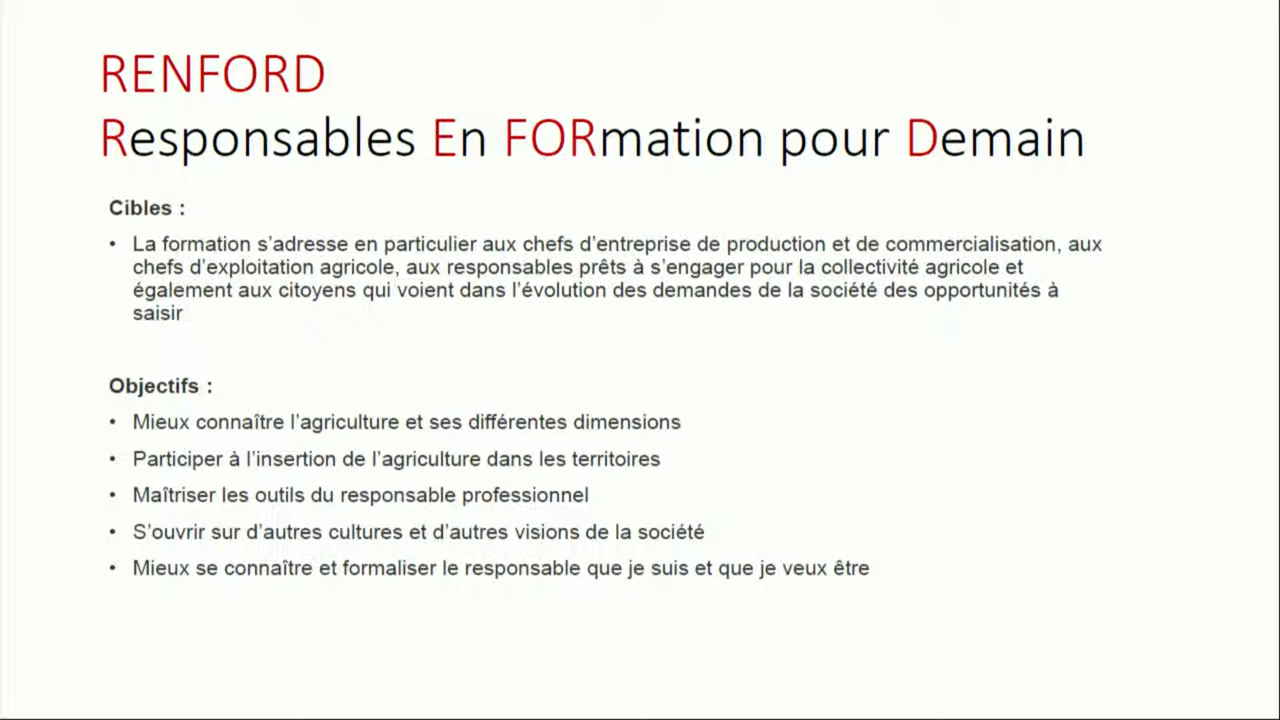 RENFORD
Responsables En FORmation pour Demain
Cibles :
• La formation s’adresse en particulier aux chefs d’entreprise de production et de commercialisation, aux
chefs d’exploitation agricole, aux responsables prêts à s’engager pour la collectivité agricole et
également aux citoyens qui voient dans l’évolution des demandes de la société des opportunités à
saisir
Objectifs :
• Mieux connaître l’agriculture et ses différentes dimensions
• Participer à l’insertion de l’agriculture dans les territoires
• Maîtriser les outils du responsable professionnel
• S’ouvrir sur d’autres cultures et d’autres visions de la société
• Mieux se connaître et formaliser le responsable que je suis et que je veux être